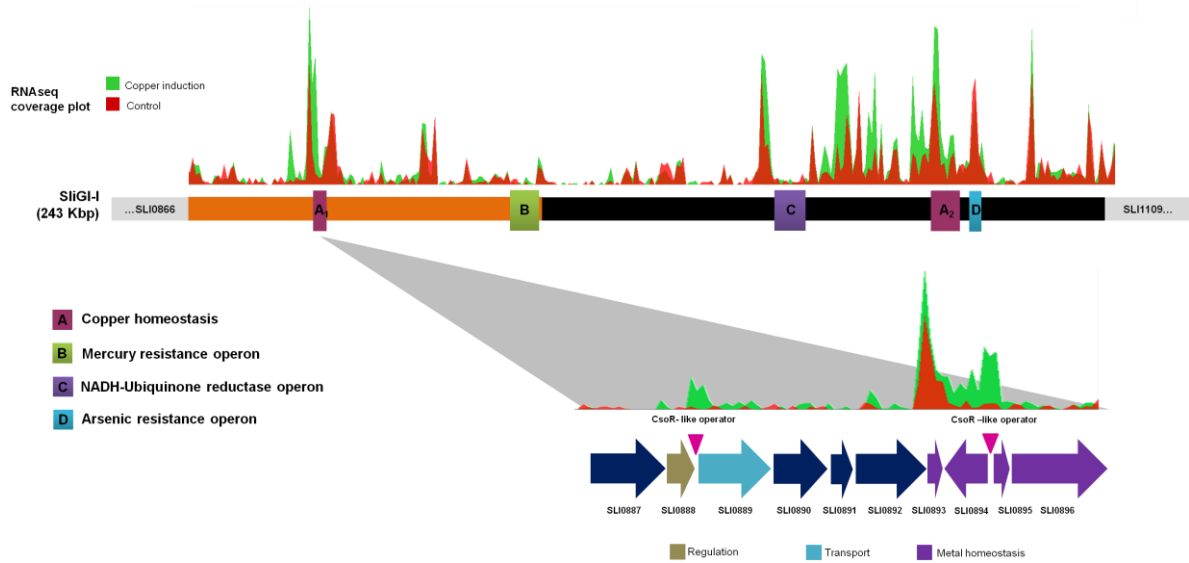 RNAseq
coverage plot
Copper induction
Control
SliGI-I
(243 Kbp)
...SLI0866
A1
B
C
A2
D
SLI1109...
A Copper homeostasis
B Mercury resistance operon
C NADH-Ubiquinone reductase operon
D Arsenic resistance operon
CsoR- like operator
CsoR –like operator
SLI0887
SLI0888
SLI0889
SLI0890
SLI0891
SLI0892
SLI0893
SLI0894
SLI0895
SLI0896
Regulation
Transport
Metal homeostasis